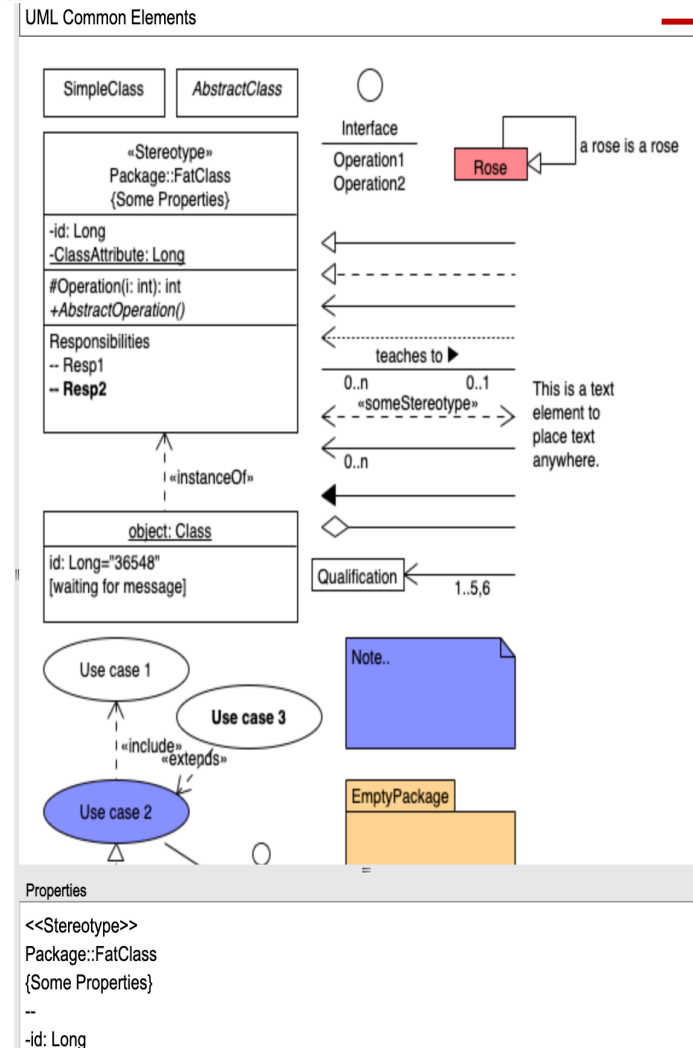 UML Common Elements
SimpleClass
AbstractClass
«Stereotype»
Package::FatClass
{Some Properties}
-id: Long
-ClassAttribute: Long
#Operation(i: int): int
+AbstractOperation()
Responsibilities
-- Resp1
-- Resp2
«instanceOf»
object: Class
id: Long="36548"
[waiting for message]
Interface
Operation1
Operation2
Rose
a rose is a rose
teaches to ▶
0..n 0..1
«someStereotype»
0..n
This is a text
element to
place text
anywhere.
Qualification
1..5,6
Use case 1
Use case 3
«include»
«extends»
Use case 2
Note..
EmptyPackage
Properties
<<Stereotype>>
Package::FatClass
{Some Properties}
--
-id: Long